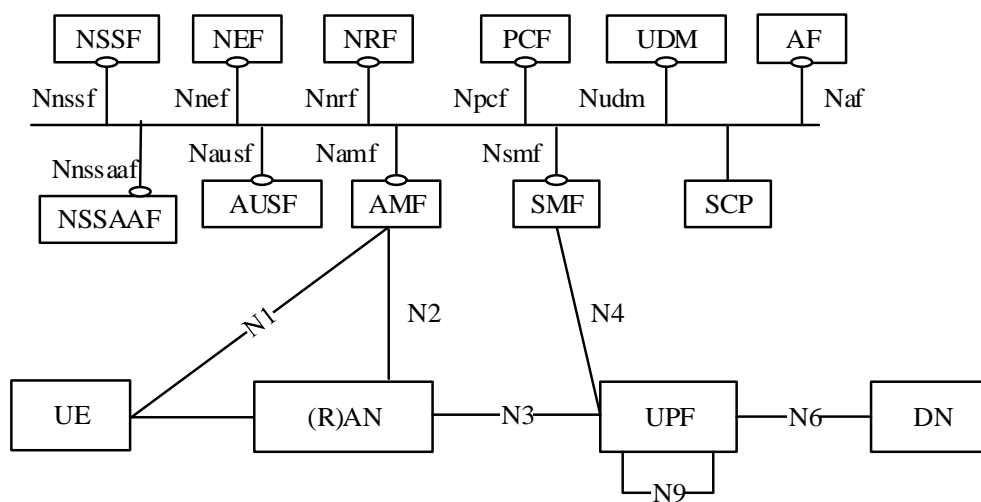 NSSF NEF NRF PCF UDM AF
Nnssf Nnef Nnrf Npcf Nudm Naf
Nnssaaf Nausf Namf Nsmf
NSSAAF AUSF AMF SMF SCP
N1 N2 N4
UE (R)AN N3 UPF N6 DN
N9